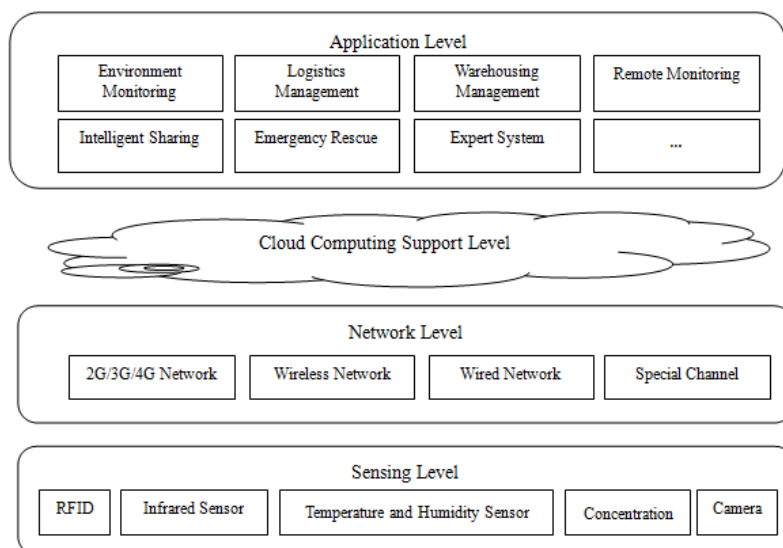 Application Level
Environment
Monitoring
Logistics
Management
Warehousing
Management
Remote Monitoring
Intelligent Sharing
Emergency Rescue
Expert System
...
Cloud Computing Support Level
Network Level
2G/3G/4G Network
Wireless Network
Wired Network
Special Channel
Sensing Level
RFID
Infrared Sensor
Temperature and Humidity Sensor
Concentration
Camera